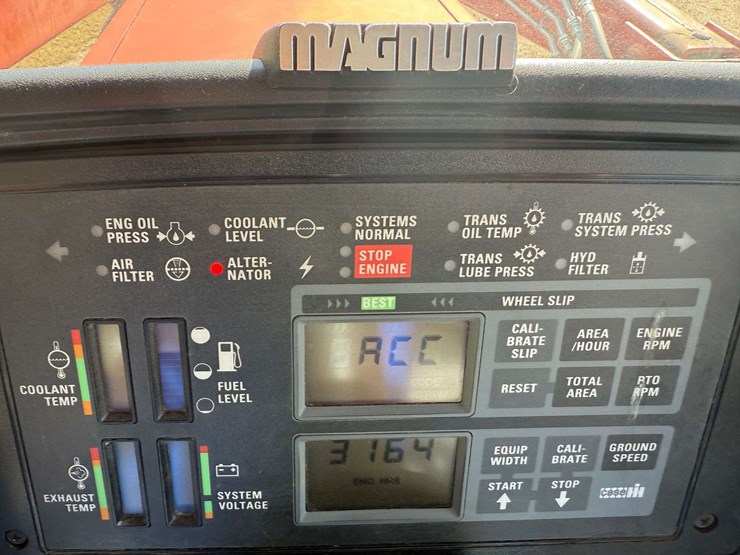 MAGNUM
ENG OIL PRESS
COOLANT LEVEL
SYSTEMS NORMAL
TRANS OIL TEMP
TRANS SYSTEM PRESS
AIR FILTER
ALTER-NATOR
STOP ENGINE
TRANS LUBE PRESS
HYD FILTER
BEST
WHEEL SLIP
COOLANT TEMP
FUEL LEVEL
ACC
CALI-BRATE SLIP
AREA /HOUR
ENGINE RPM
RESET
TOTAL AREA
PTO RPM
EXHAUST TEMP
SYSTEM VOLTAGE
3164
ENG HRS
EQUIP WIDTH
CALI-BRATE
GROUND SPEED
START
STOP
case IH